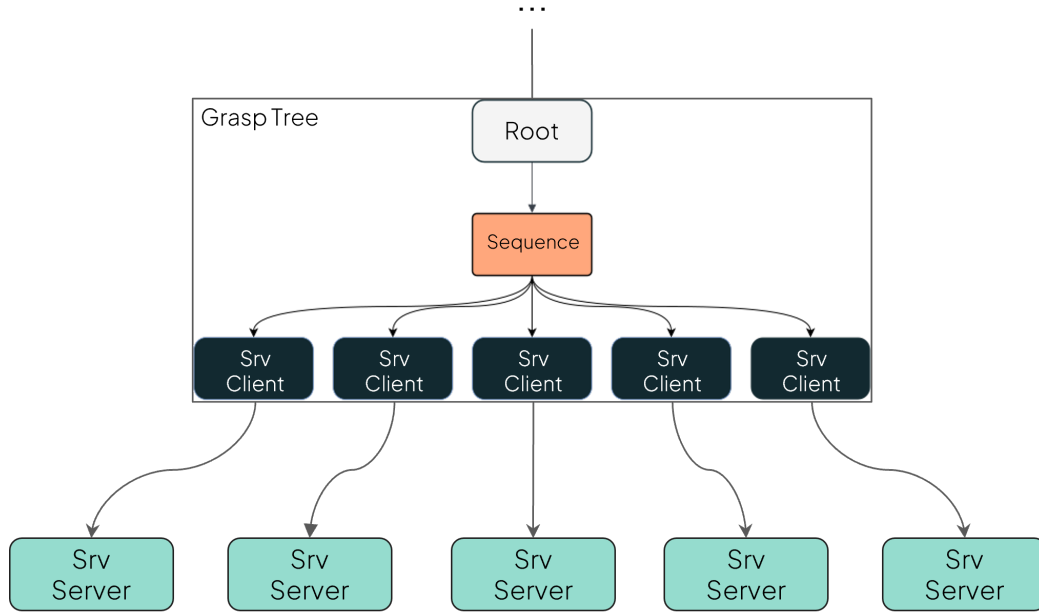 ...
Grasp Tree
Root
Sequence
Srv
Client
Srv
Client
Srv
Client
Srv
Client
Srv
Client
Srv
Server
Srv
Server
Srv
Server
Srv
Server
Srv
Server